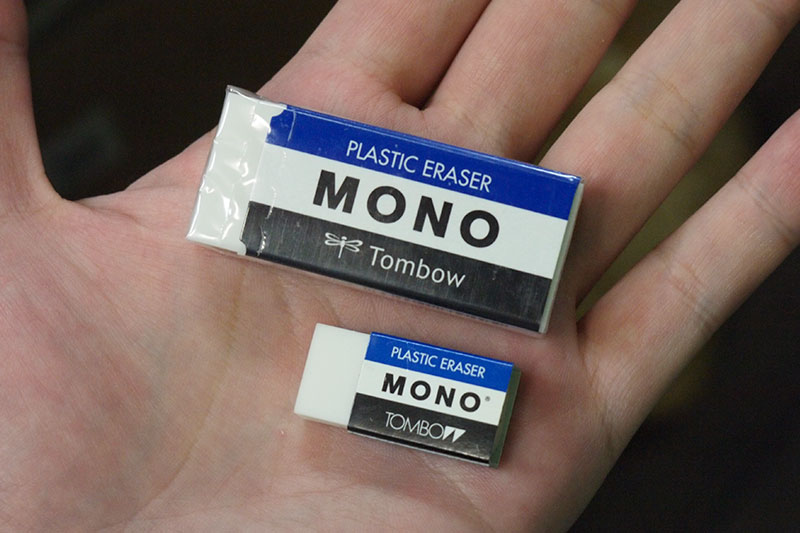 PLASTIC ERASER
MONO
Tombow
PLASTIC ERASER
MONO®
TOMBOW